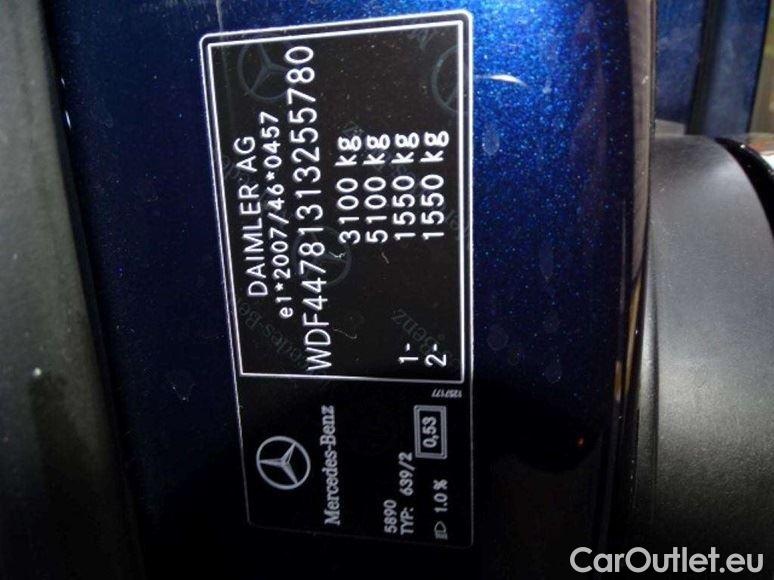 DAIMLER AG
e1*2007/46*0457
WDF44781313255780
3100 kg
5100 kg
1- 1550 kg
2- 1550 kg
1257177
Mercedes-Benz
5890
TYP: 639/2
0,53
1.0 %
CarOutlet.eu